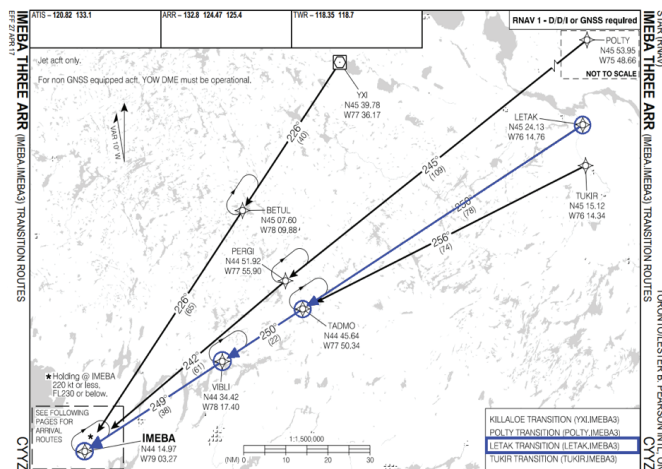 IMEBA THREE ARR (IMEBA.IMEBA3) TRANSITION ROUTES
EFF 27 APR 17
ATIS – 120.82 133.1
ARR – 132.8 124.47 125.4
TWR – 118.35 118.7
RNAV 1 - D/D/I or GNSS required
STAR (RNAV)
IMEBA THREE ARR (IMEBA.IMEBA3) TRANSITION ROUTES
Jet acft only.
For non GNSS equipped acft, YOW DME must be operational.
VAR 10° W
POLTY
N45 53.95
W75 48.66
NOT TO SCALE
YXI
N45 39.78
W77 36.17
LETAK
N45 24.13
W76 14.76
226°
(40)
245°
(109)
TUKIR
N45 15.12
W76 14.34
BETUL
N45 07.60
W78 09.88
(78)
256°
(74)
PERGI
N44 51.92
W77 55.90
226°
(65)
TADMO
N44 45.64
W77 50.34
250°
(22)
242°
(61)
VIBLI
N44 34.42
W78 17.40
249°
(38)
* Holding @ IMEBA
220 kt or less,
FL230 or below.
SEE FOLLOWING
PAGES FOR
ARRIVAL
ROUTES
*
IMEBA
N44 14.97
W79 03.27
1:1.500.000
(NM) 0 10 20 30
KILLALOE TRANSITION (YXI.IMEBA3)
POLTY TRANSITION (POLTY.IMEBA3)
LETAK TRANSITION (LETAK.IMEBA3)
TUKIR TRANSITION (TUKIR.IMEBA3)
CYYZ
CYYZ